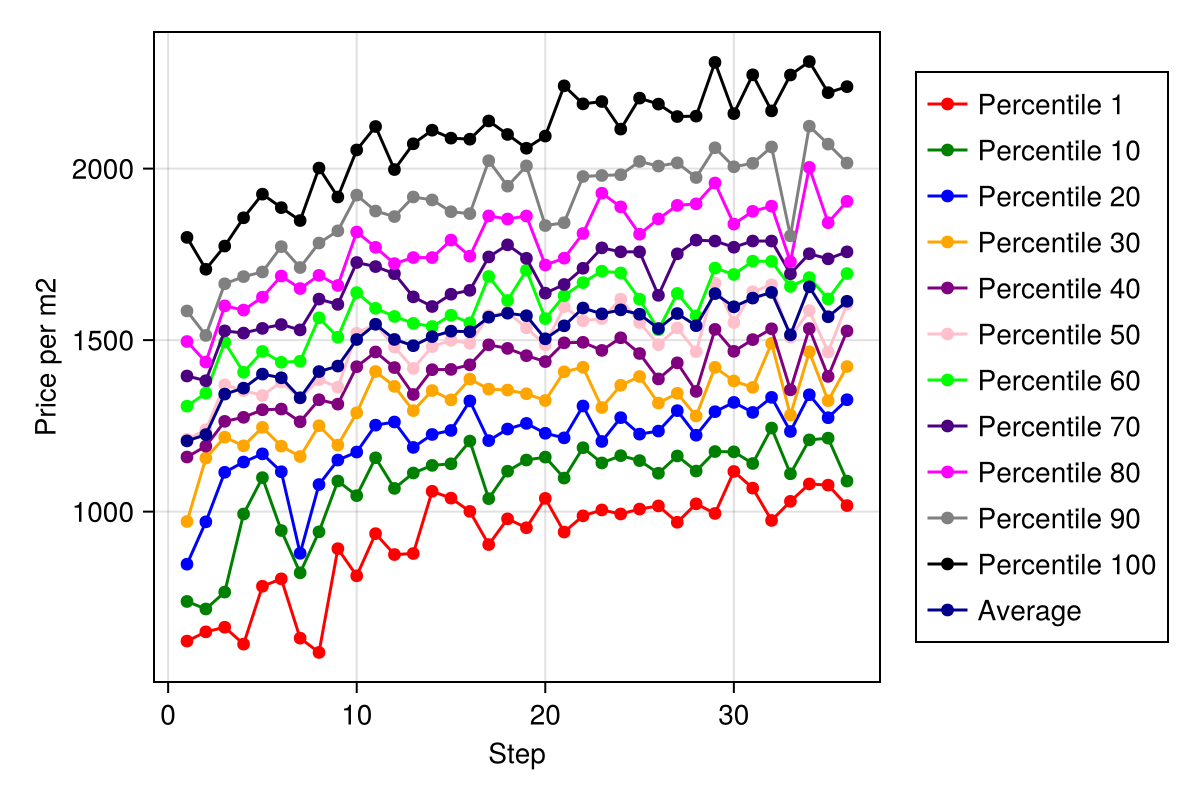 2000
1500
1000
Price per m2
0 10 20 30
Step
Percentile 1
Percentile 10
Percentile 20
Percentile 30
Percentile 40
Percentile 50
Percentile 60
Percentile 70
Percentile 80
Percentile 90
Percentile 100
Average